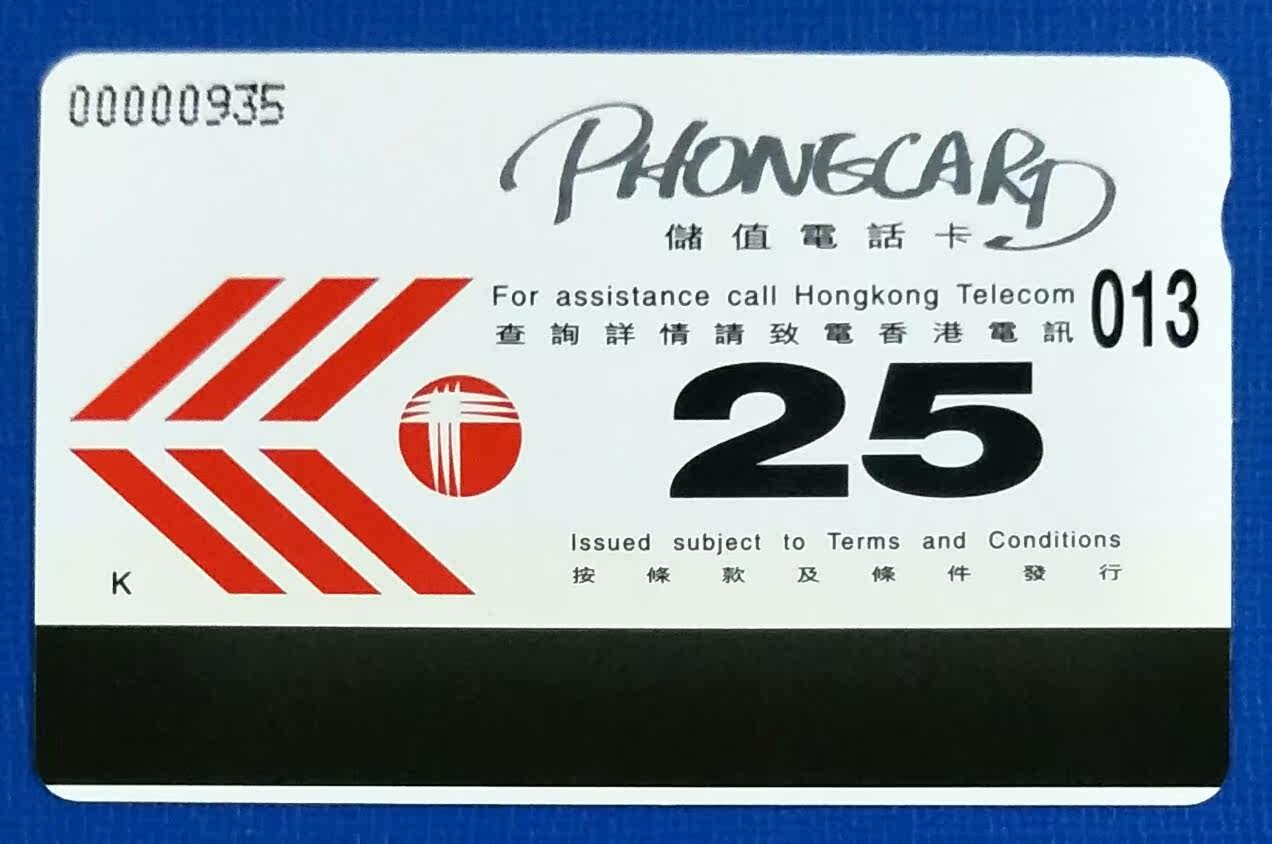 00000935
PHONECARD
儲值電話卡
For assistance call Hongkong Telecom 013
查詢詳情請致電香港電訊
25
Issued subject to Terms and Conditions
按條款及條件發行
K